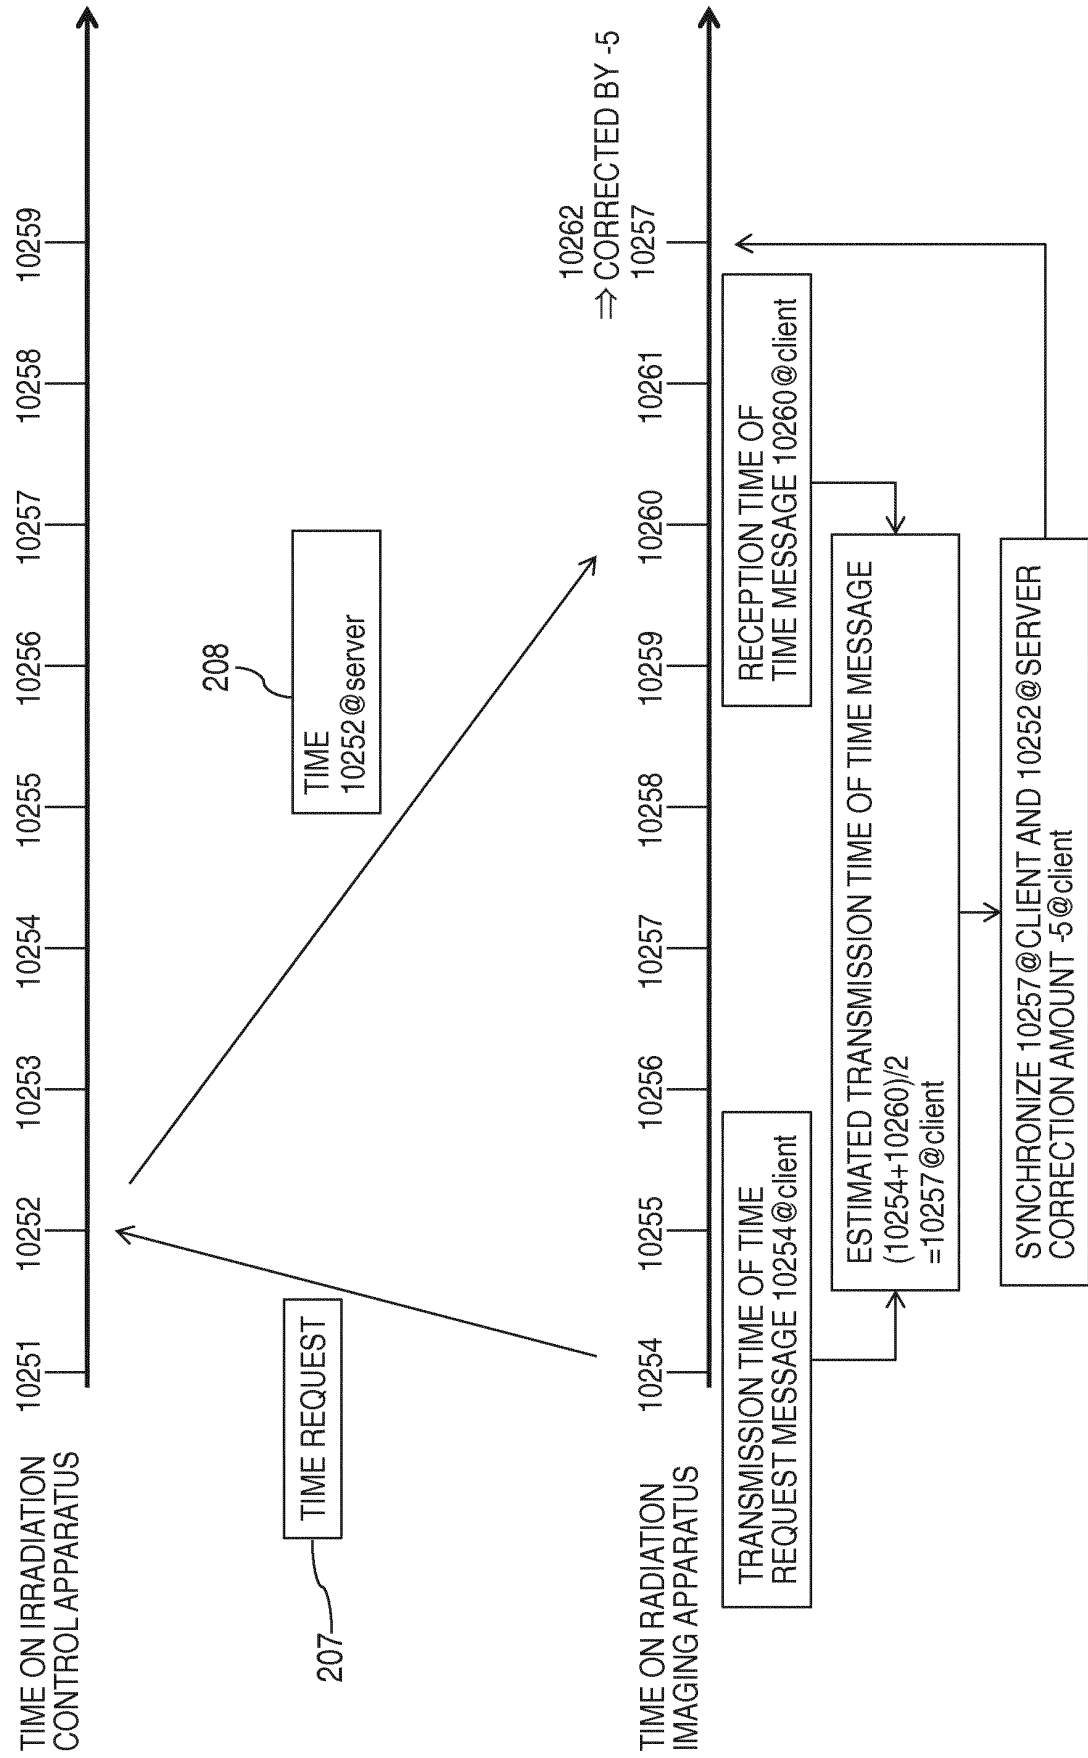 TIME ON IRRADIATION
CONTROL APPARATUS
10251
10252
10253
10254
10255
10256
10257
10258
10259
207
TIME REQUEST
208
TIME
10252@server
TIME ON RADIATION
IMAGING APPARATUS
10254
10255
10256
10257
10258
10259
10260
10261
10262
⇒ CORRECTED BY -5
10257
TRANSMISSION TIME OF TIME
REQUEST MESSAGE 10254@client
RECEPTION TIME OF
TIME MESSAGE 10260@client
ESTIMATED TRANSMISSION TIME OF TIME MESSAGE
(10254+10260)/2
=10257@client
SYNCHRONIZE 10257@CLIENT AND 10252@SERVER
CORRECTION AMOUNT -5@client